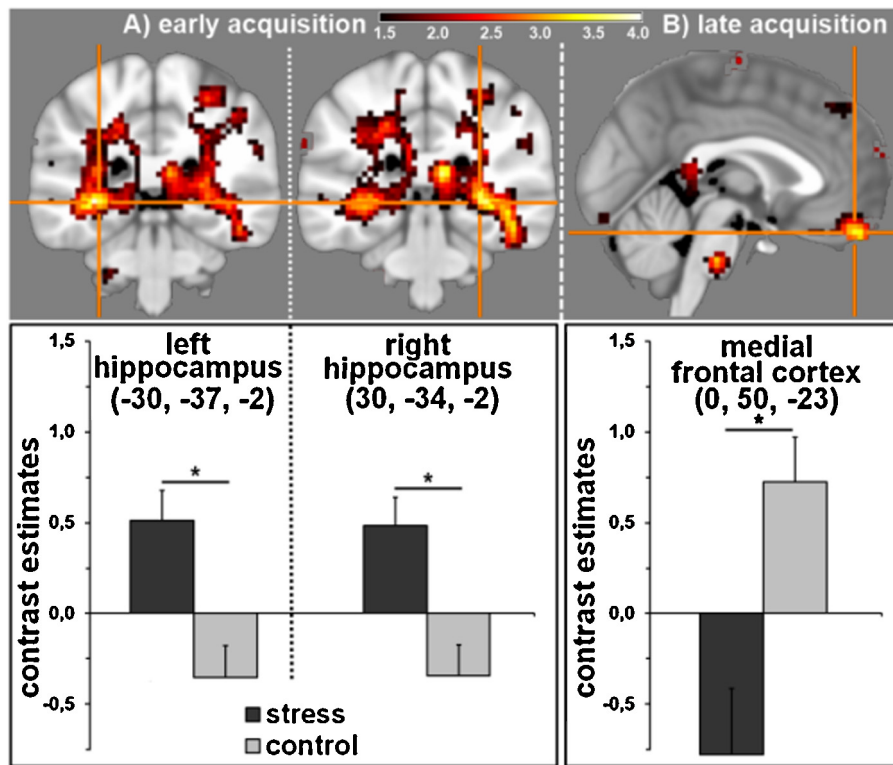 A) early acquisition
1.5 2.0 2.5 3.0 3.5 4.0
B) late acquisition
1,5
1,0
0,5
0,0
-0,5
contrast estimates
left
hippocampus
(-30, -37, -2)
*
right
hippocampus
(30, -34, -2)
*
stress
control
1,5
1,0
0,5
0,0
-0,5
contrast estimates
medial
frontal cortex
(0, 50, -23)
*